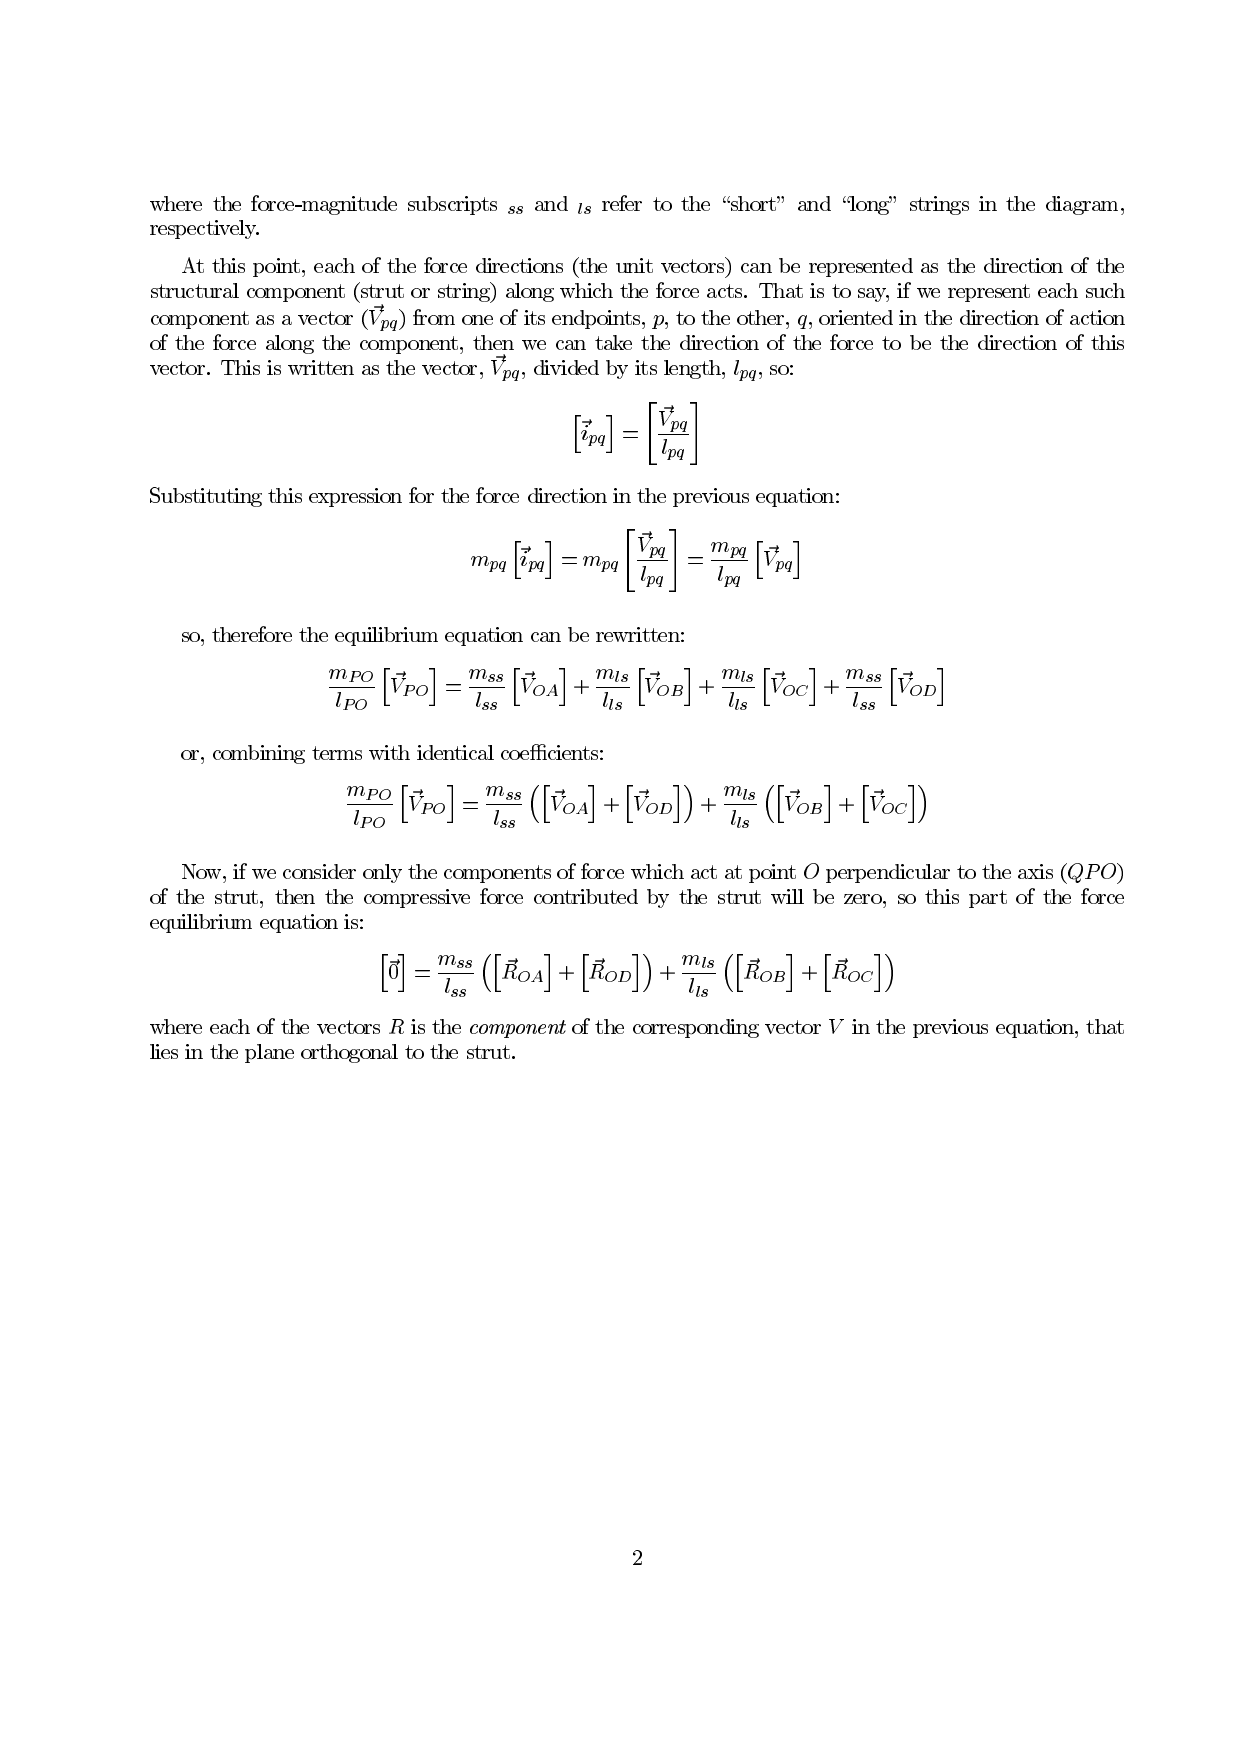 where the force-magnitude subscripts ss and ls refer to the “short” and “long” strings in the diagram,
respectively.
At this point, each of the force directions (the unit vectors) can be represented as the direction of the
structural component (strut or string) along which the force acts. That is to say, if we represent each such
component as a vector (\vec{V}_{pq}) from one of its endpoints, p, to the other, q, oriented in the direction of action
of the force along the component, then we can take the direction of the force to be the direction of this
vector. This is written as the vector, \vec{V}_{pq}, divided by its length, l_{pq}, so:
\left[\vec{i}_{pq}\right] = \left[\frac{\vec{V}_{pq}}{l_{pq}}\right]
Substituting this expression for the force direction in the previous equation:
m_{pq}\left[\vec{i}_{pq}\right] = m_{pq}\left[\frac{\vec{V}_{pq}}{l_{pq}}\right] = \frac{m_{pq}}{l_{pq}}\left[\vec{V}_{pq}\right]
so, therefore the equilibrium equation can be rewritten:
\frac{m_{PO}}{l_{PO}}\left[\vec{V}_{PO}\right] = \frac{m_{ss}}{l_{ss}}\left[\vec{V}_{OA}\right] + \frac{m_{ls}}{l_{ls}}\left[\vec{V}_{OB}\right] + \frac{m_{ls}}{l_{ls}}\left[\vec{V}_{OC}\right] + \frac{m_{ss}}{l_{ss}}\left[\vec{V}_{OD}\right]
or, combining terms with identical coefficients:
\frac{m_{PO}}{l_{PO}}\left[\vec{V}_{PO}\right] = \frac{m_{ss}}{l_{ss}}\left(\left[\vec{V}_{OA}\right] + \left[\vec{V}_{OD}\right]\right) + \frac{m_{ls}}{l_{ls}}\left(\left[\vec{V}_{OB}\right] + \left[\vec{V}_{OC}\right]\right)
Now, if we consider only the components of force which act at point O perpendicular to the axis (QPO)
of the strut, then the compressive force contributed by the strut will be zero, so this part of the force
equilibrium equation is:
\left[\vec{0}\right] = \frac{m_{ss}}{l_{ss}}\left(\left[\vec{R}_{OA}\right] + \left[\vec{R}_{OD}\right]\right) + \frac{m_{ls}}{l_{ls}}\left(\left[\vec{R}_{OB}\right] + \left[\vec{R}_{OC}\right]\right)
where each of the vectors R is the component of the corresponding vector V in the previous equation, that
lies in the plane orthogonal to the strut.
2